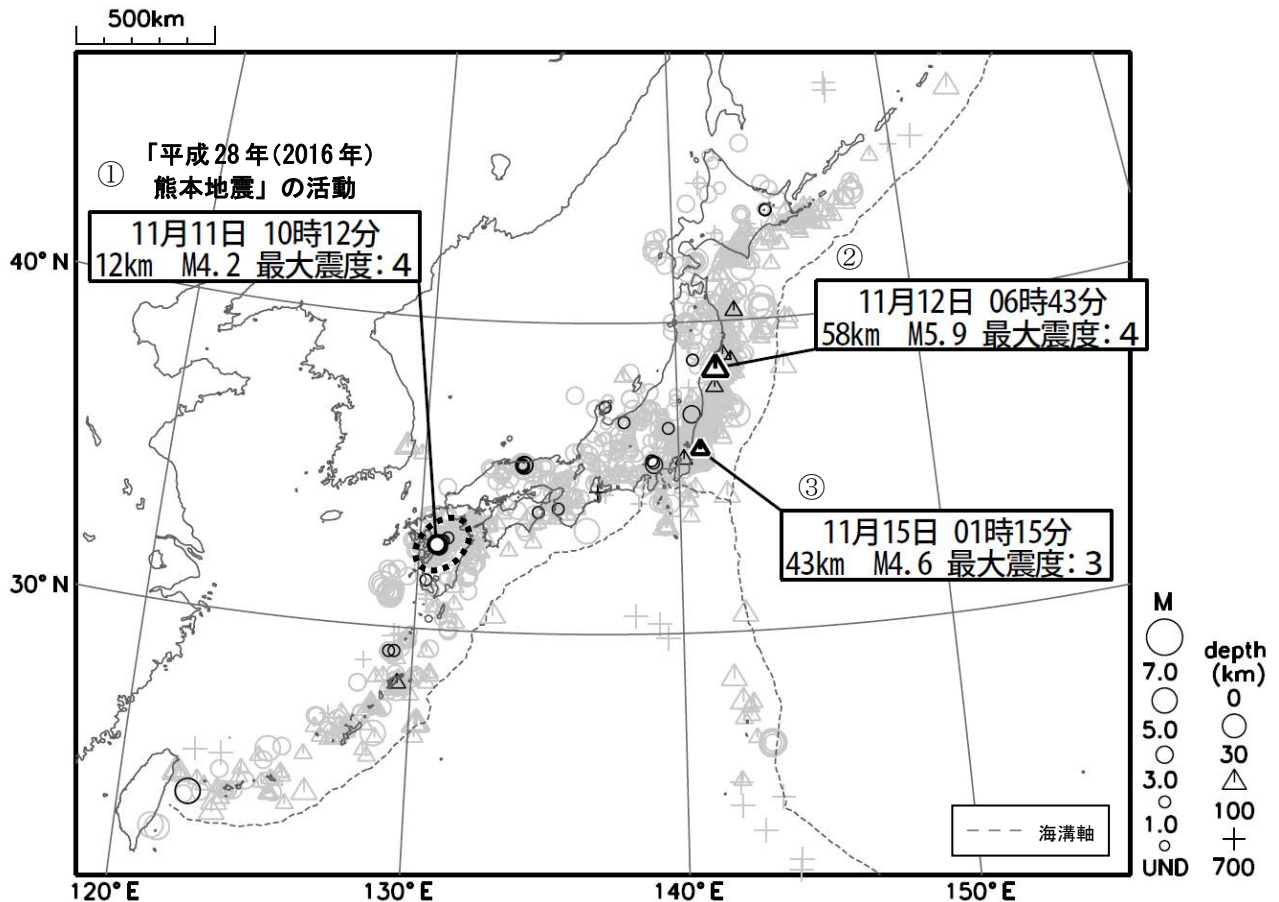 500km
① 「平成28年(2016年)
熊本地震」の活動
11月11日 10時12分
12km M4.2 最大震度:4
②
11月12日 06時43分
58km M5.9 最大震度:4
③
11月15日 01時15分
43km M4.6 最大震度:3
40°N
30°N
120°E
130°E
140°E
150°E
海溝軸
M
7.0
5.0
3.0
1.0
UND
depth
(km)
0
30
100
700